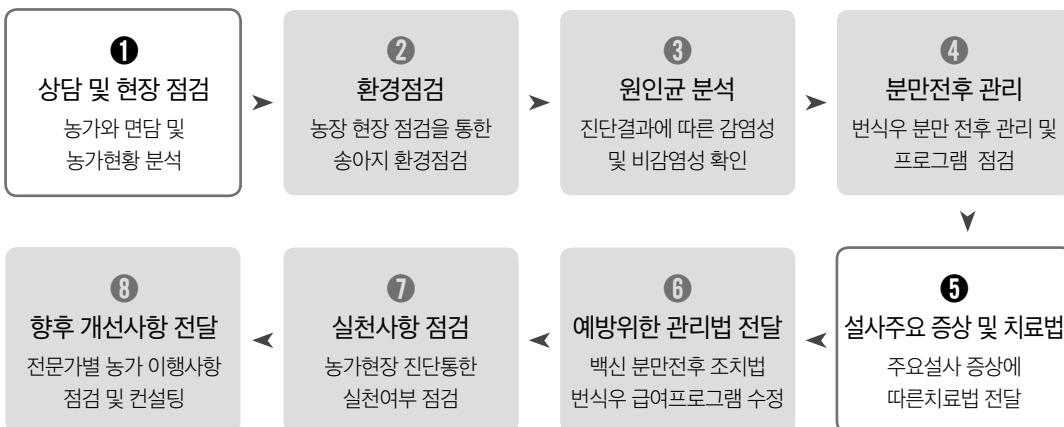 ❶
상담 및 현장 점검
농가와 면담 및
농가현황 분석
❷
환경점검
농장 현장 점검을 통한
송아지 환경점검
❸
원인균 분석
진단결과에 따른 감염성
및 비감염성 확인
❹
분만전후 관리
번식우 분만 전후 관리 및
프로그램 점검
❺
설사주요 증상 및 치료법
주요설사 증상에
따른치료법 전달
❻
예방위한 관리법 전달
백신 분만전후 조치법
번식우 급여프로그램 수정
❼
실천사항 점검
농가현장 진단통한
실천여부 점검
❽
향후 개선사항 전달
전문가별 농가 이행사항
점검 및 컨설팅